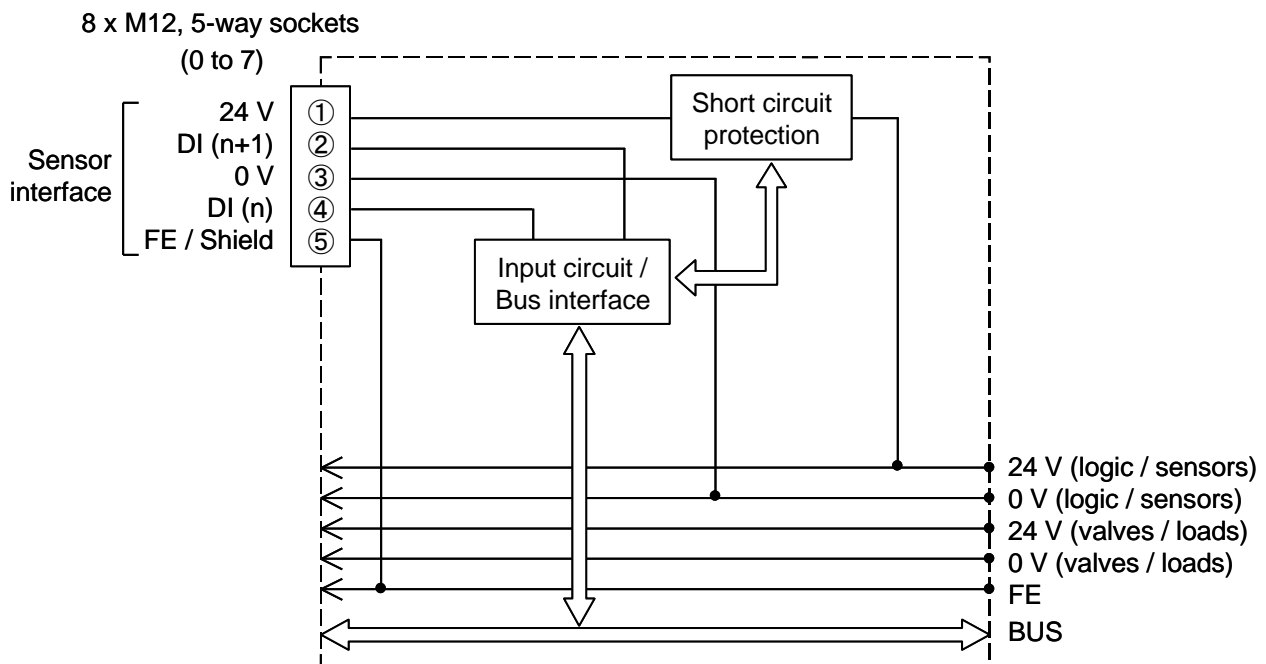 8 x M12, 5-way sockets
(0 to 7)
Sensor
interface
24 V
DI (n+1)
0 V
DI (n)
FE / Shield
①
②
③
④
⑤
Short circuit
protection
Input circuit /
Bus interface
24 V (logic / sensors)
0 V (logic / sensors)
24 V (valves / loads)
0 V (valves / loads)
FE
BUS